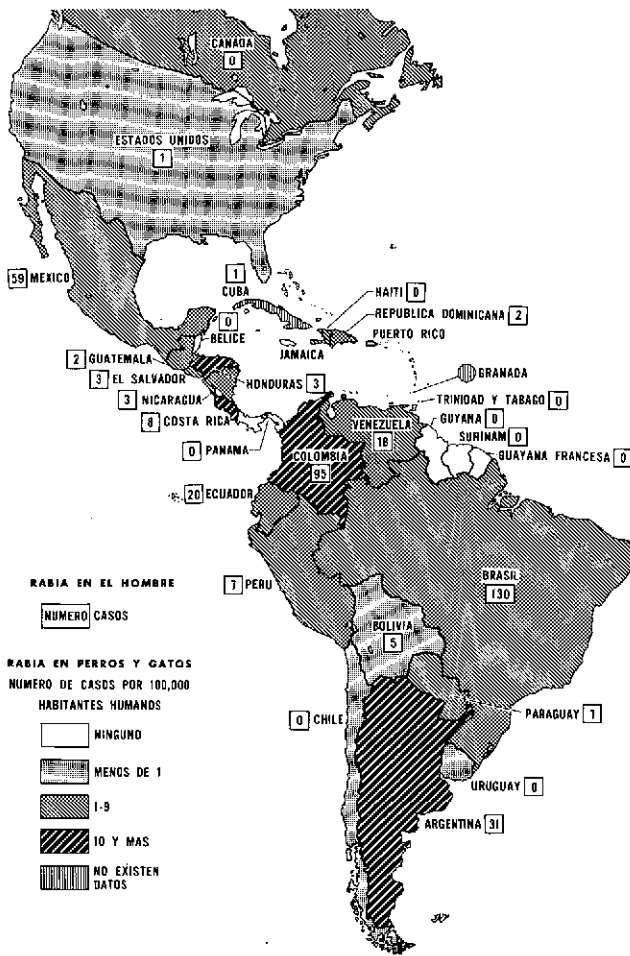 CANADA
0
ESTADOS UNIDOS
1
59 MEXICO
1
CUBA
HAITI 0
REPUBLICA DOMINICANA 2
PUERTO RICO
JAMAICA
0
BELICE
2 GUATEMALA
3 EL SALVADOR
HONDURAS 3
3 NICARAGUA
8 COSTA RICA
0 PANAMA
GRANADA
TRINIDAD Y TABAGO 0
VENEZUELA
18
GUYANA 0
SURINAM 0
GUAYANA FRANCESA 0
COLOMBIA
95
20 ECUADOR
7 PERU
BRASIL
130
BOLIVIA
5
PARAGUAY 1
0 CHILE
URUGUAY 0
ARGENTINA 31
RABIA EN EL HOMBRE
NUMERO CASOS
RABIA EN PERROS Y GATOS
NUMERO DE CASOS POR 100,000
HABITANTES HUMANOS
NINGUNO
MENOS DE 1
1-9
10 Y MAS
NO EXISTEN
DATOS